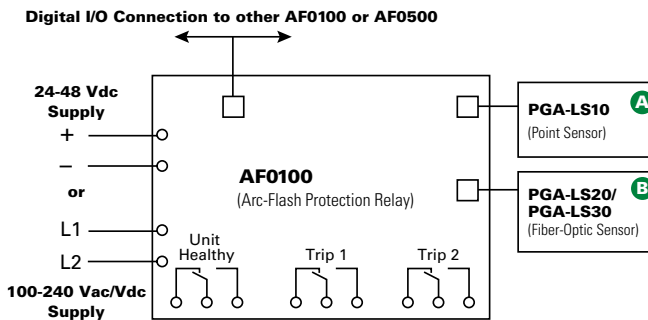 Digital I/O Connection to other AF0100 or AF0500
24-48 Vdc
Supply
+
–
or
L1
L2
100-240 Vac/Vdc
Supply
AF0100
(Arc-Flash Protection Relay)
Unit
Healthy
Trip 1
Trip 2
PGA-LS10
(Point Sensor)
A
PGA-LS20/
PGA-LS30
(Fiber-Optic Sensor)
B